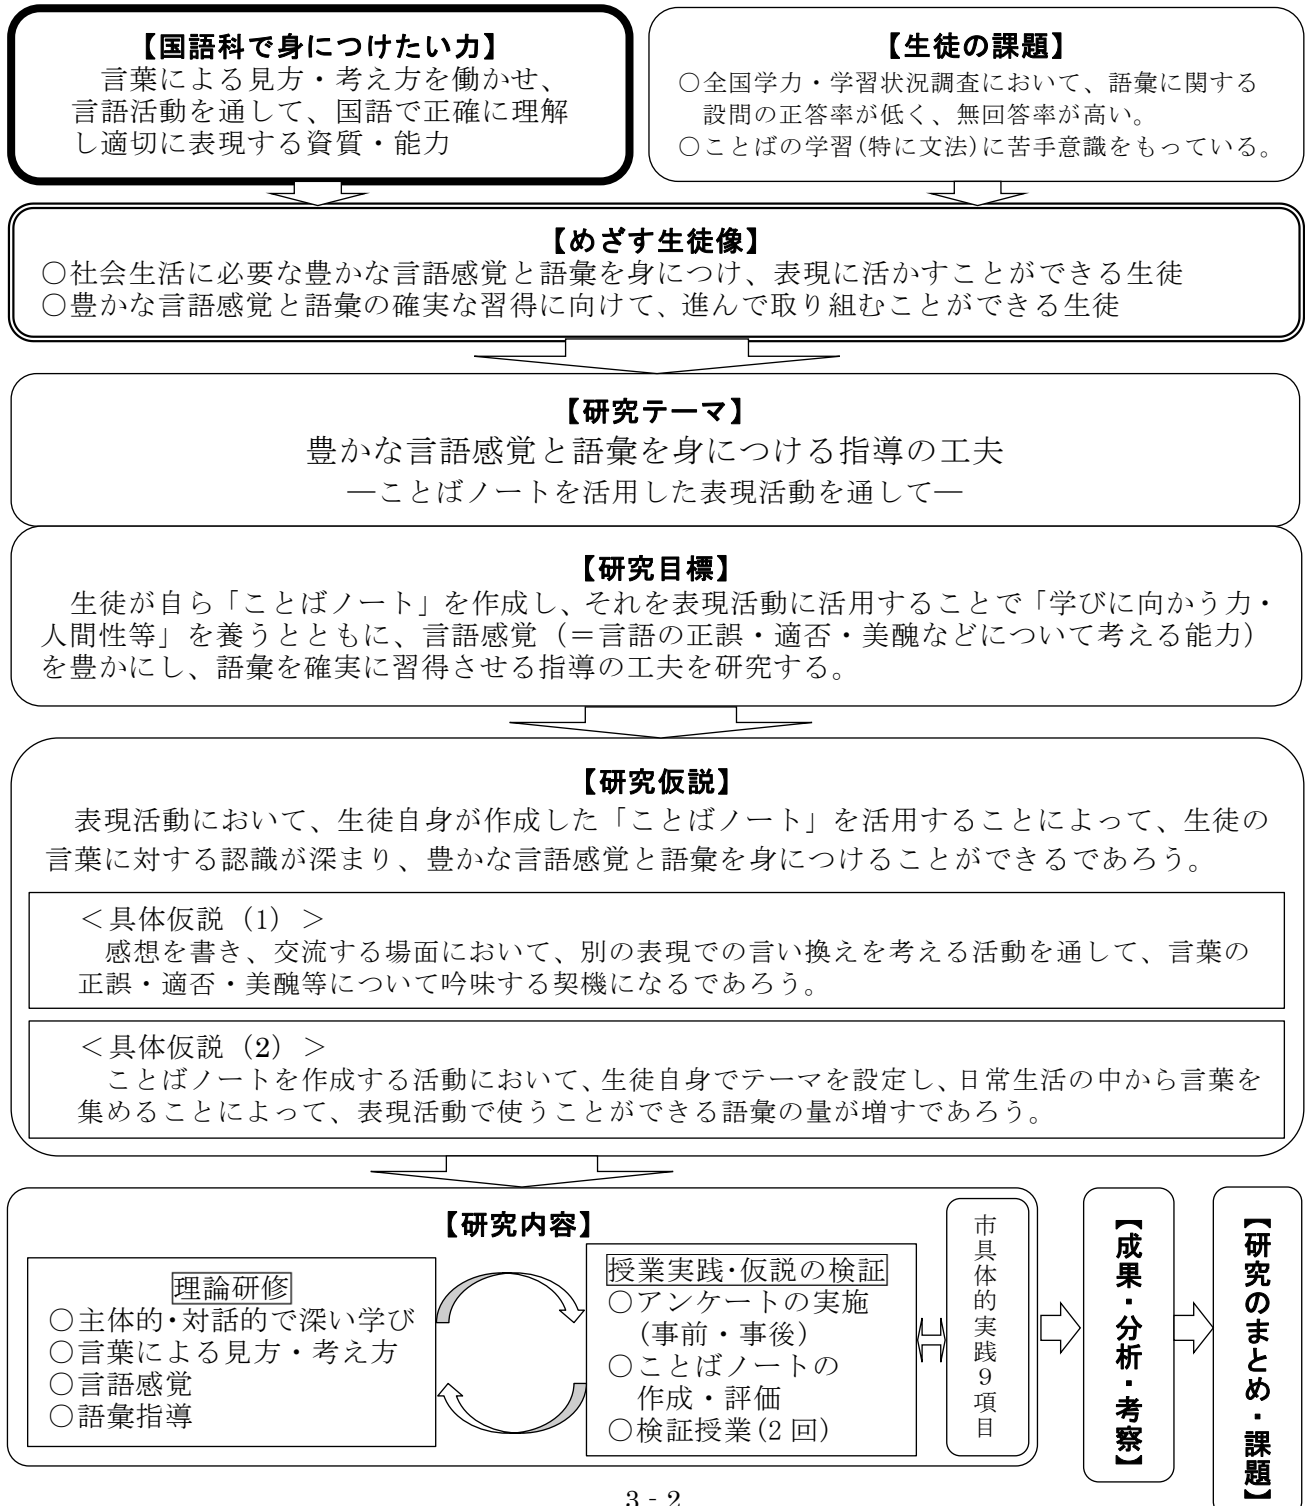 【国語科で身につけたい力】
言葉による見方・考え方を働かせ、
言語活動を通して、国語で正確に理解
し適切に表現する資質・能力
【生徒の課題】
○全国学力・学習状況調査において、語彙に関する
設問の正答率が低く、無回答率が高い。
○ことばの学習(特に文法)に苦手意識をもっている。
【めざす生徒像】
○社会生活に必要な豊かな言語感覚と語彙を身につけ、表現に活かすことができる生徒
○豊かな言語感覚と語彙の確実な習得に向けて、進んで取り組むことができる生徒
【研究テーマ】
豊かな言語感覚と語彙を身につける指導の工夫
―ことばノートを活用した表現活動を通して―
【研究目標】
生徒が自ら「ことばノート」を作成し、それを表現活動に活用することで「学びに向かう力・
人間性等」を養うとともに、言語感覚（＝言語の正誤・適否・美醜などについて考える能力）
を豊かにし、語彙を確実に習得させる指導の工夫を研究する。
【研究仮説】
表現活動において、生徒自身が作成した「ことばノート」を活用することによって、生徒の
言葉に対する認識が深まり、豊かな言語感覚と語彙を身につけることができるであろう。
＜具体仮説（1）＞
感想を書き、交流する場面において、別の表現での言い換えを考える活動を通して、言葉の
正誤・適否・美醜等について吟味する契機になるであろう。
＜具体仮説（2）＞
ことばノートを作成する活動において、生徒自身でテーマを設定し、日常生活の中から言葉を
集めることによって、表現活動で使うことができる語彙の量が増すであろう。
【研究内容】
理論研修
○主体的・対話的で深い学び
○言葉による見方・考え方
○言語感覚
○語彙指導
授業実践・仮説の検証
○アンケートの実施
（事前・事後）
○ことばノートの
作成・評価
○検証授業(2回)
市具体的実践9項目
【成果・分析・考察】
【研究のまとめ・課題】
3 - 2